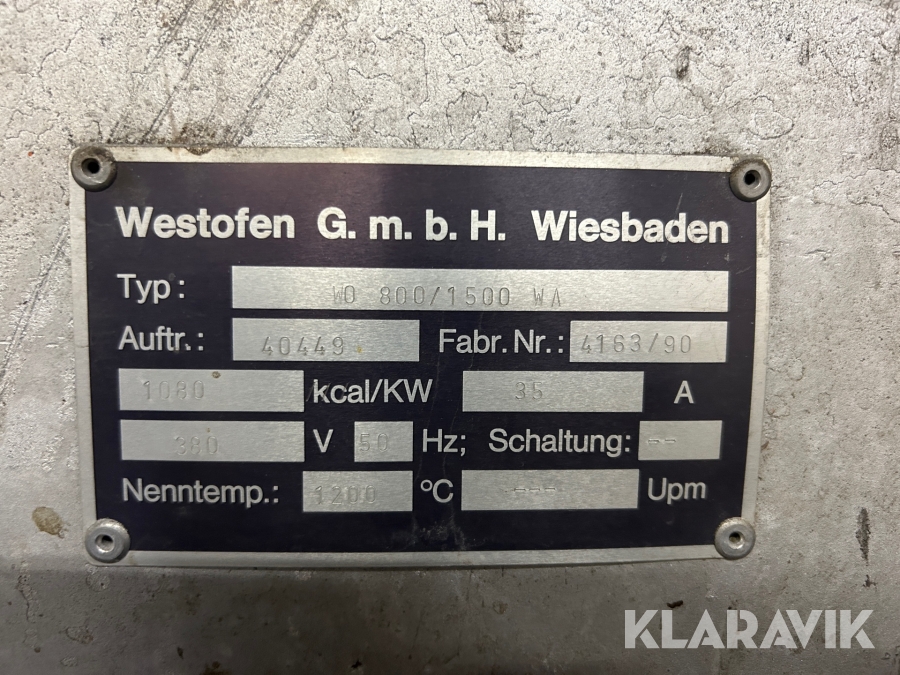 Westofen G. m. b. H. Wiesbaden
Typ: WO 800/1500 WA
Auftr.: 40449 Fabr. Nr.: 4163/90
1080 kcal/KW 35 A
380 V 50 Hz; Schaltung: --
Nenntemp.: 1200 °C --- Upm
KLARAVIK